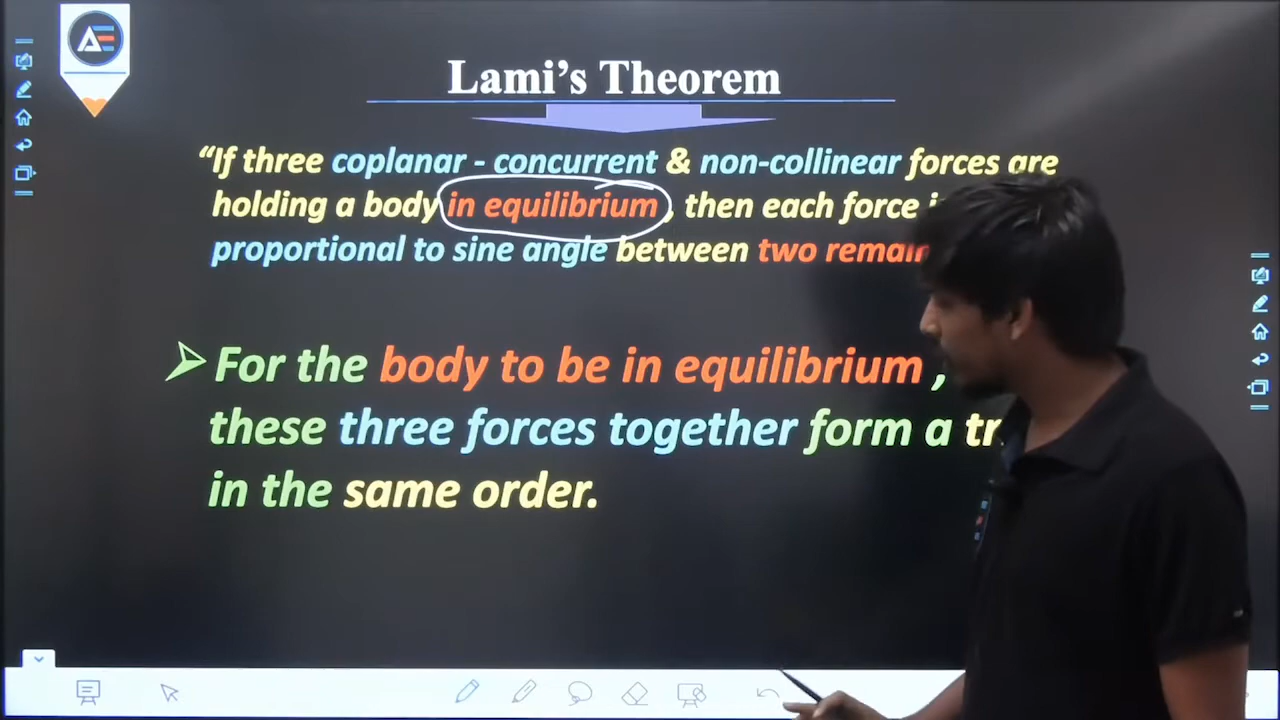 AE
Lami's Theorem
“If three coplanar - concurrent & non-collinear forces are
holding a body in equilibrium , then each force
proportional to sine angle between two
For the body to be in equilibrium ,
these three forces together form a
in the same order.